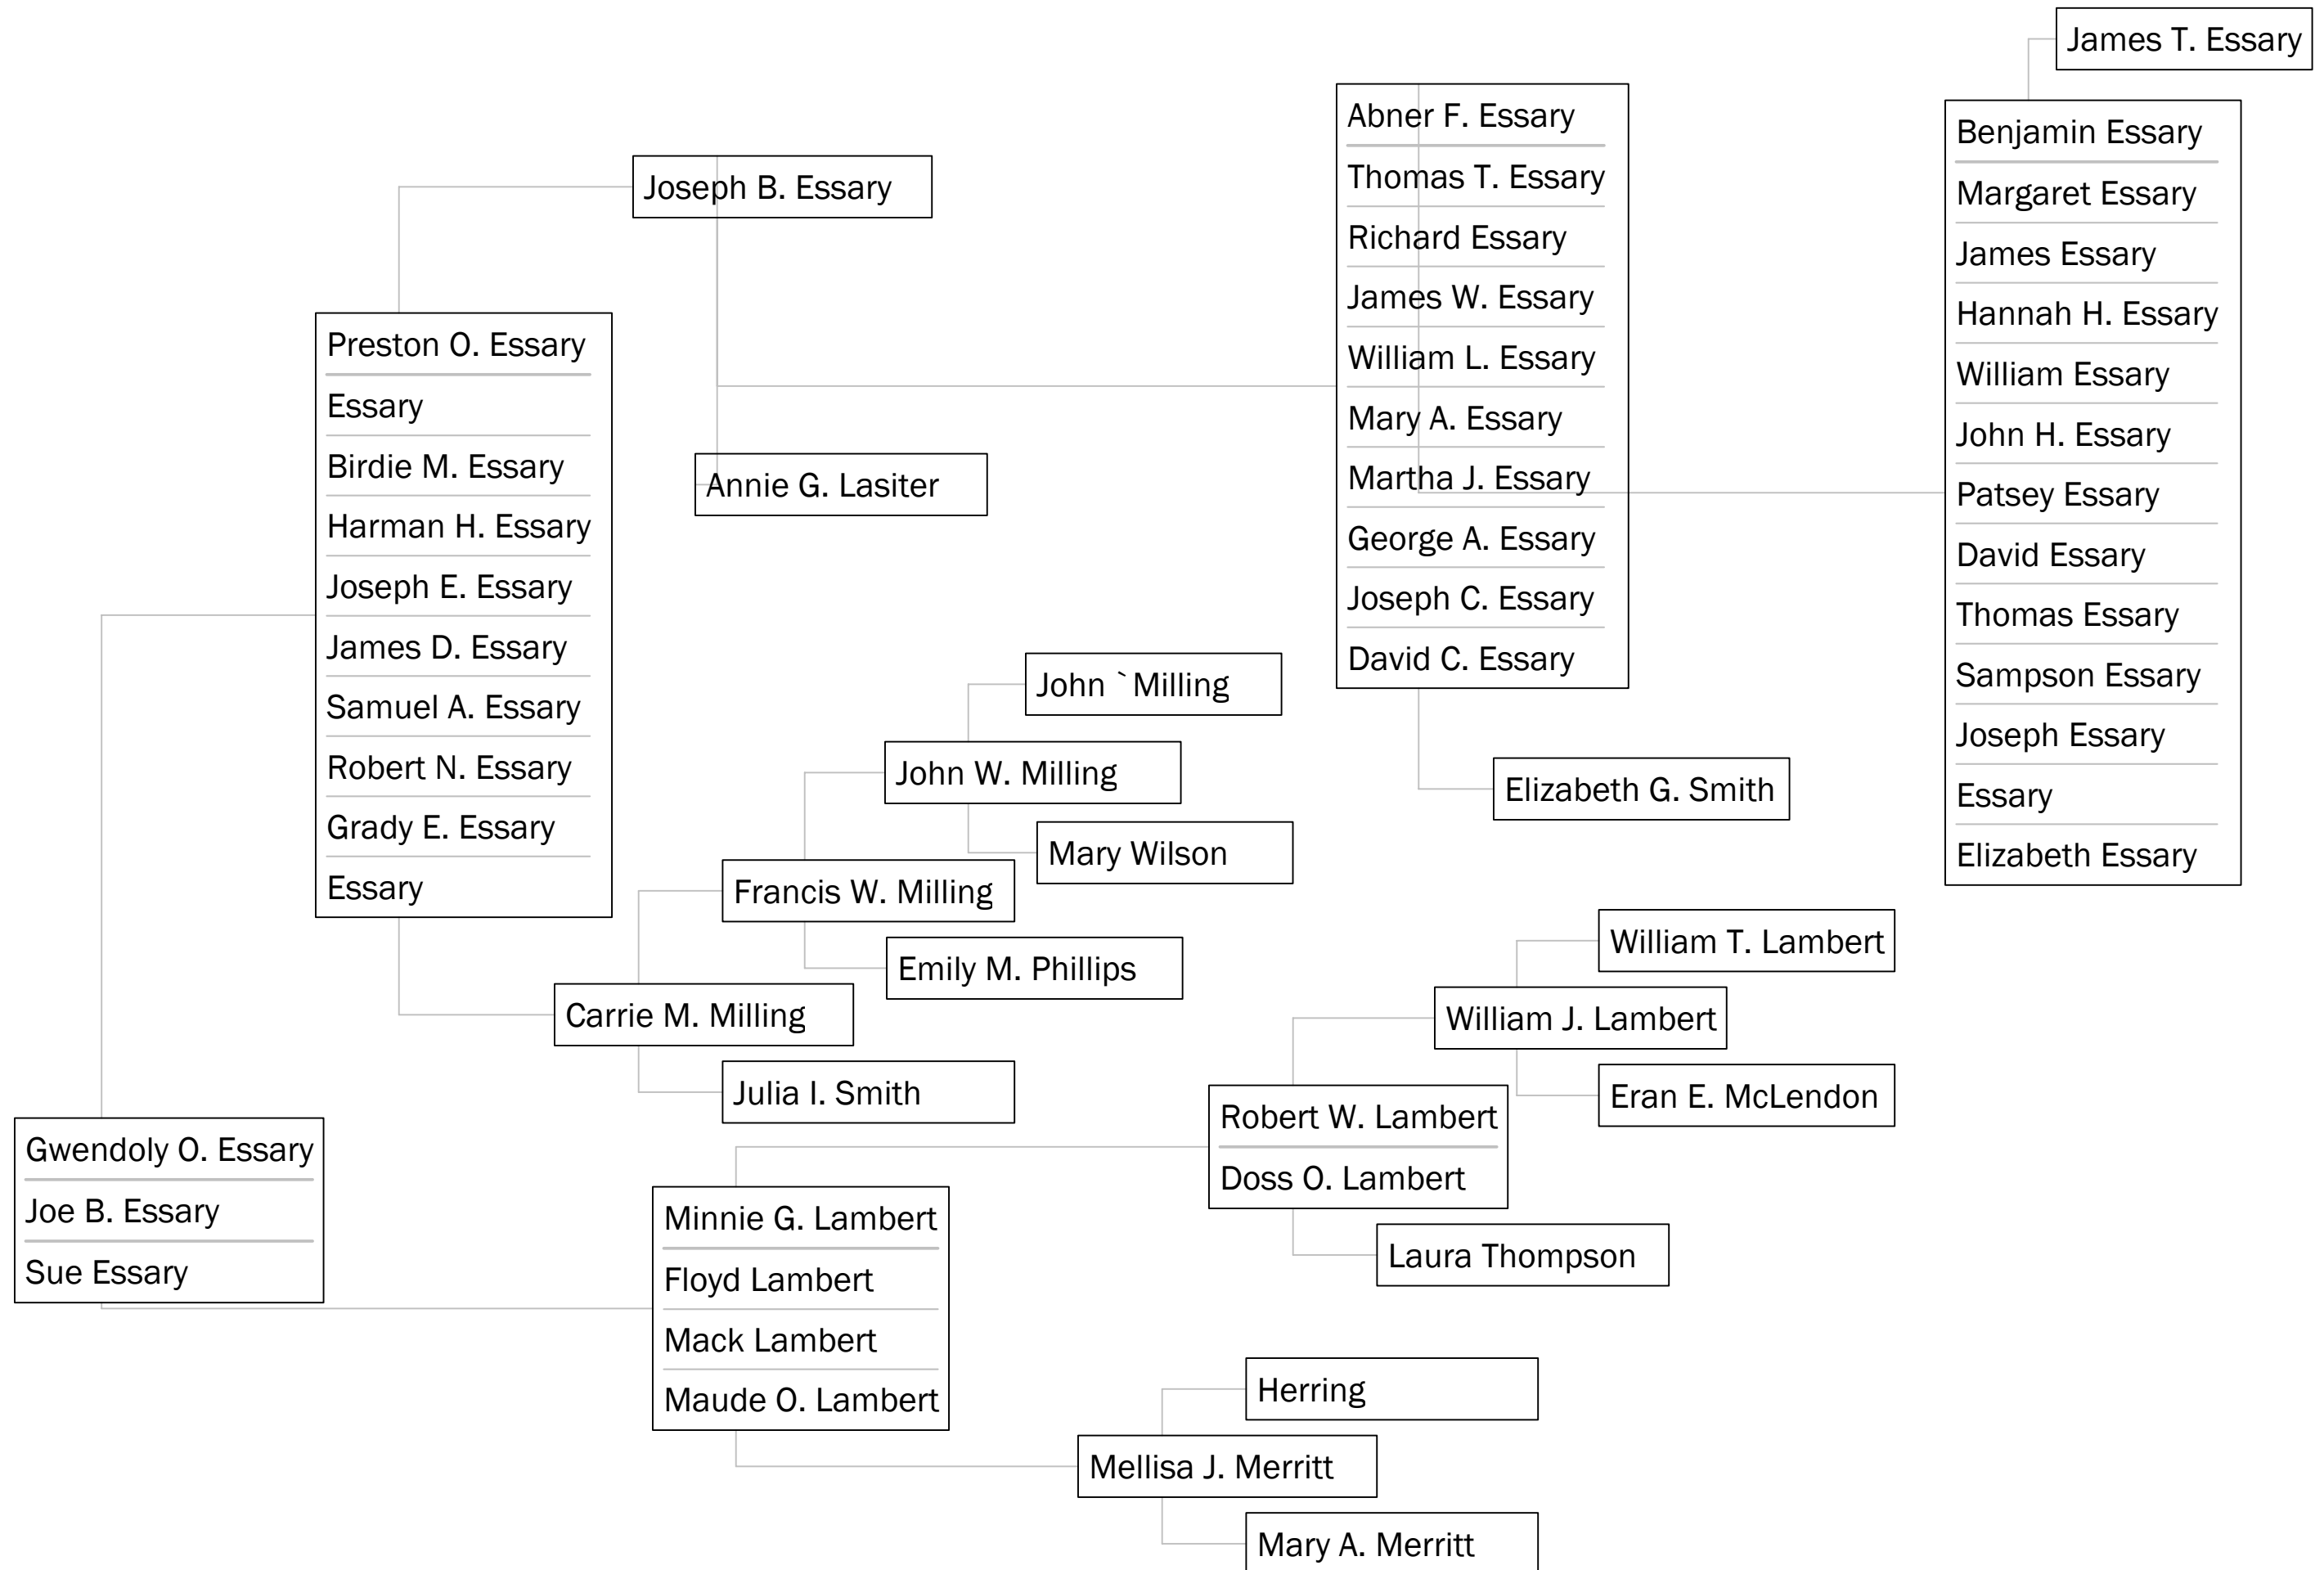 James T. Essary
Benjamin Essary
Margaret Essary
James Essary
Hannah H. Essary
William Essary
John H. Essary
Patsey Essary
David Essary
Thomas Essary
Sampson Essary
Joseph Essary
Essary
Elizabeth Essary
Abner F. Essary
Thomas T. Essary
Richard Essary
James W. Essary
William L. Essary
Mary A. Essary
Martha J. Essary
George A. Essary
Joseph C. Essary
David C. Essary
Elizabeth G. Smith
Joseph B. Essary
Annie G. Lasiter
Preston O. Essary
Essary
Birdie M. Essary
Harman H. Essary
Joseph E. Essary
James D. Essary
Samuel A. Essary
Robert N. Essary
Grady E. Essary
Essary
John `Milling
John W. Milling
Mary Wilson
Francis W. Milling
Emily M. Phillips
Carrie M. Milling
Julia I. Smith
William T. Lambert
William J. Lambert
Eran E. McLendon
Robert W. Lambert
Doss O. Lambert
Laura Thompson
Gwendoly O. Essary
Joe B. Essary
Sue Essary
Minnie G. Lambert
Floyd Lambert
Mack Lambert
Maude O. Lambert
Herring
Mellisa J. Merritt
Mary A. Merritt